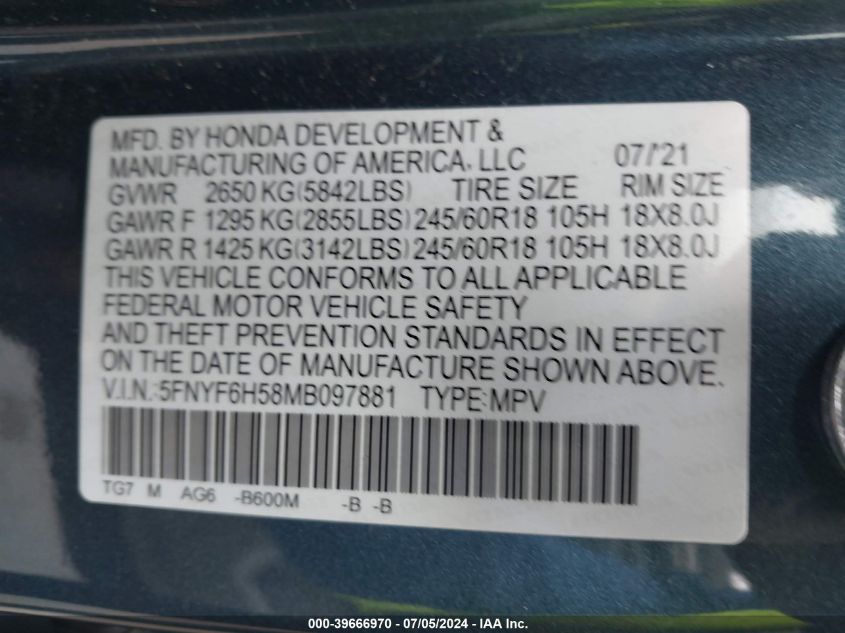 MFD. BY HONDA DEVELOPMENT &
MANUFACTURING OF AMERICA, LLC 07/'21
GVWR 2650 KG(5842LBS) TIRE SIZE RIM SIZE
GAWR F 1295 KG(2855LBS) 245/60R18 105H 18X8.0J
GAWR R 1425 KG(3142LBS) 245/60R18 105H 18X8.0J
THIS VEHICLE CONFORMS TO ALL APPLICABLE
FEDERAL MOTOR VEHICLE SAFETY
AND THEFT PREVENTION STANDARDS IN EFFECT
ON THE DATE OF MANUFACTURE SHOWN ABOVE.
V.I.N.:5FNYF6H58MB097881 TYPE:MPV
TG7 M AG6 -B600M -B -B
000-39666970 - 07/05/2024 - IAA Inc.